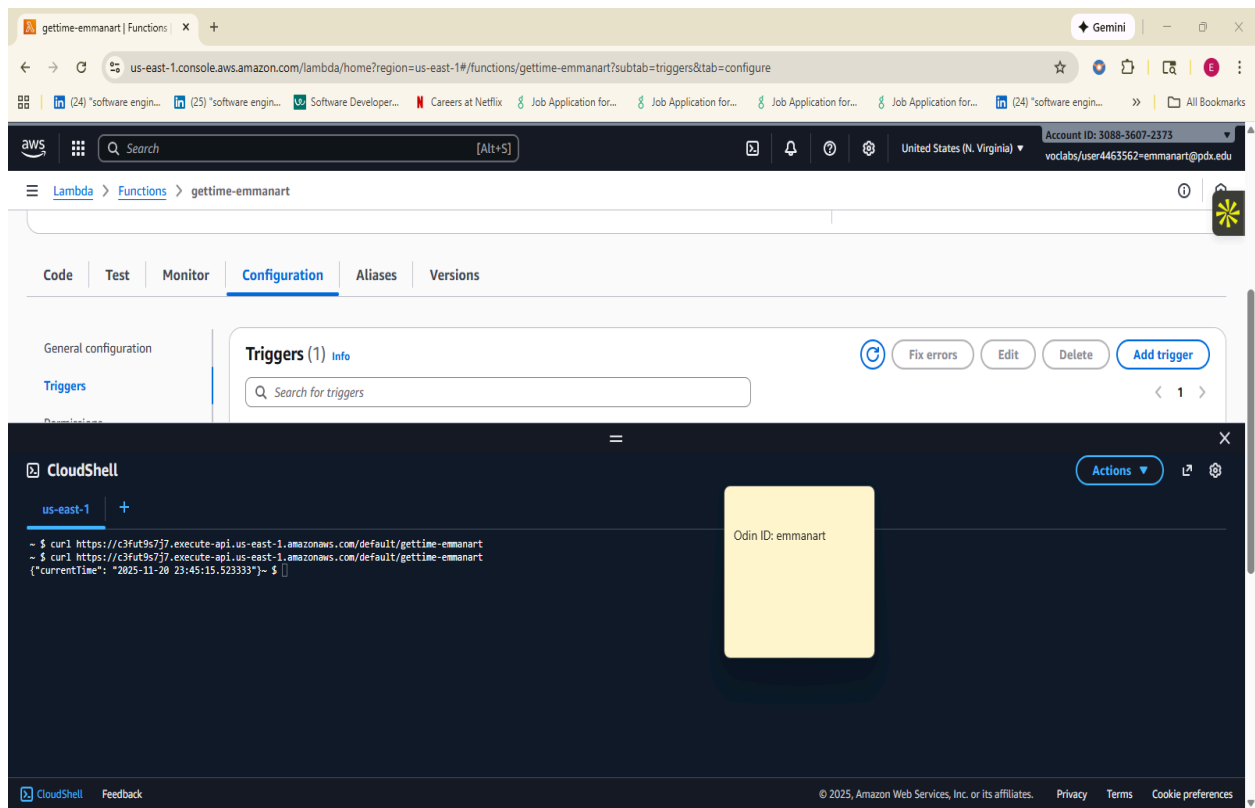 gettime-emmanart | Functions
Gemini
us-east-1.console.aws.amazon.com/lambda/home?region=us-east-1#/functions/gettime-emmanart?subtab=triggers&tab=configure
E
(24) "software engin...
(25) "software engin...
Software Developer...
Careers at Netflix
Job Application for...
Job Application for...
Job Application for...
Job Application for...
(24) "software engin...
»
All Bookmarks
aws
Search
[Alt+S]
United States (N. Virginia)
Account ID: 3088-3607-2373
voclabs/user4463562=emmanart@pdx.edu
Lambda > Functions > gettime-emmanart
Code
Test
Monitor
Configuration
Aliases
Versions
General configuration
Triggers
Permissions
Triggers (1) Info
Fix errors
Edit
Delete
Add trigger
Search for triggers
< 1 >
CloudShell
Actions
us-east-1
+
~ $ curl https://c3fut9s7j7.execute-api.us-east-1.amazonaws.com/default/gettime-emmanart
~ $ curl https://c3fut9s7j7.execute-api.us-east-1.amazonaws.com/default/gettime-emmanart
{"currentTime": "2025-11-20 23:45:15.523333"}~ $
Odin ID: emmanart
CloudShell
Feedback
© 2025, Amazon Web Services, Inc. or its affiliates.
Privacy
Terms
Cookie preferences